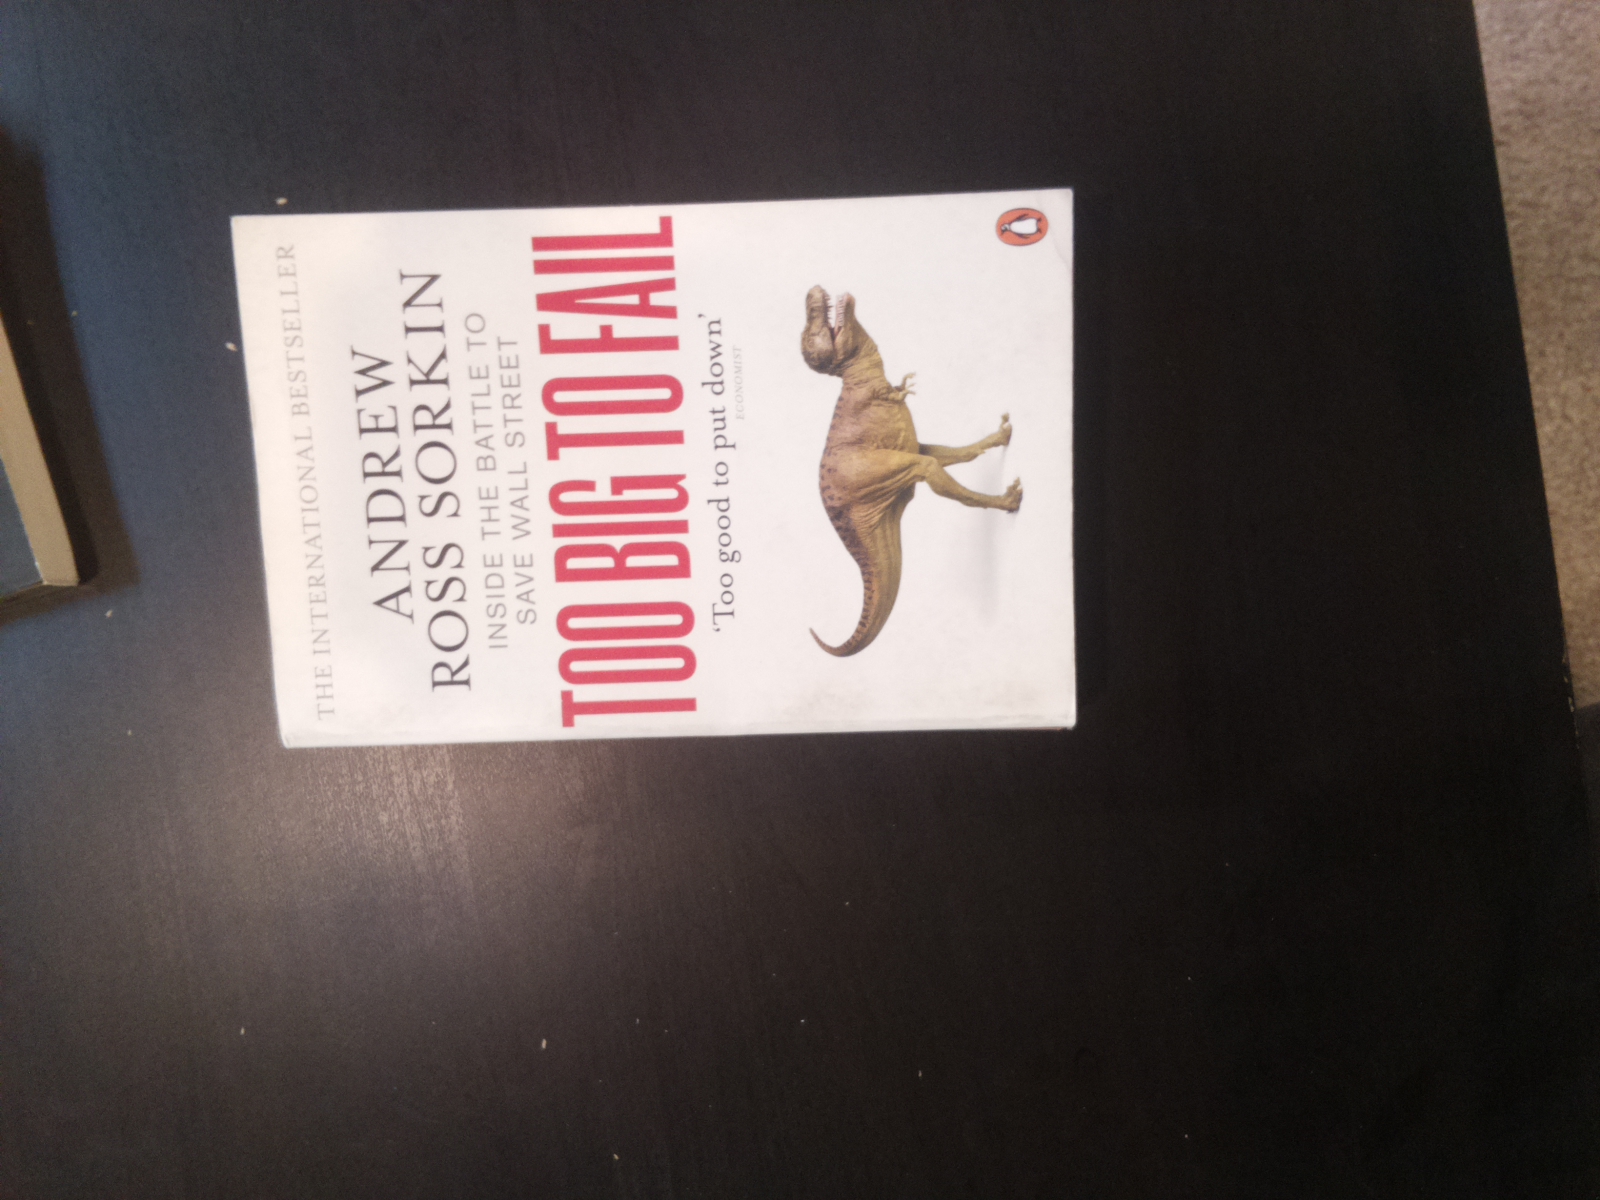 THE INTERNATIONAL BESTSELLER
ANDREW
ROSS SORKIN
INSIDE THE BATTLE TO
SAVE WALL STREET
TOO BIG TO FAIL
‘Too good to put down’
ECONOMIST